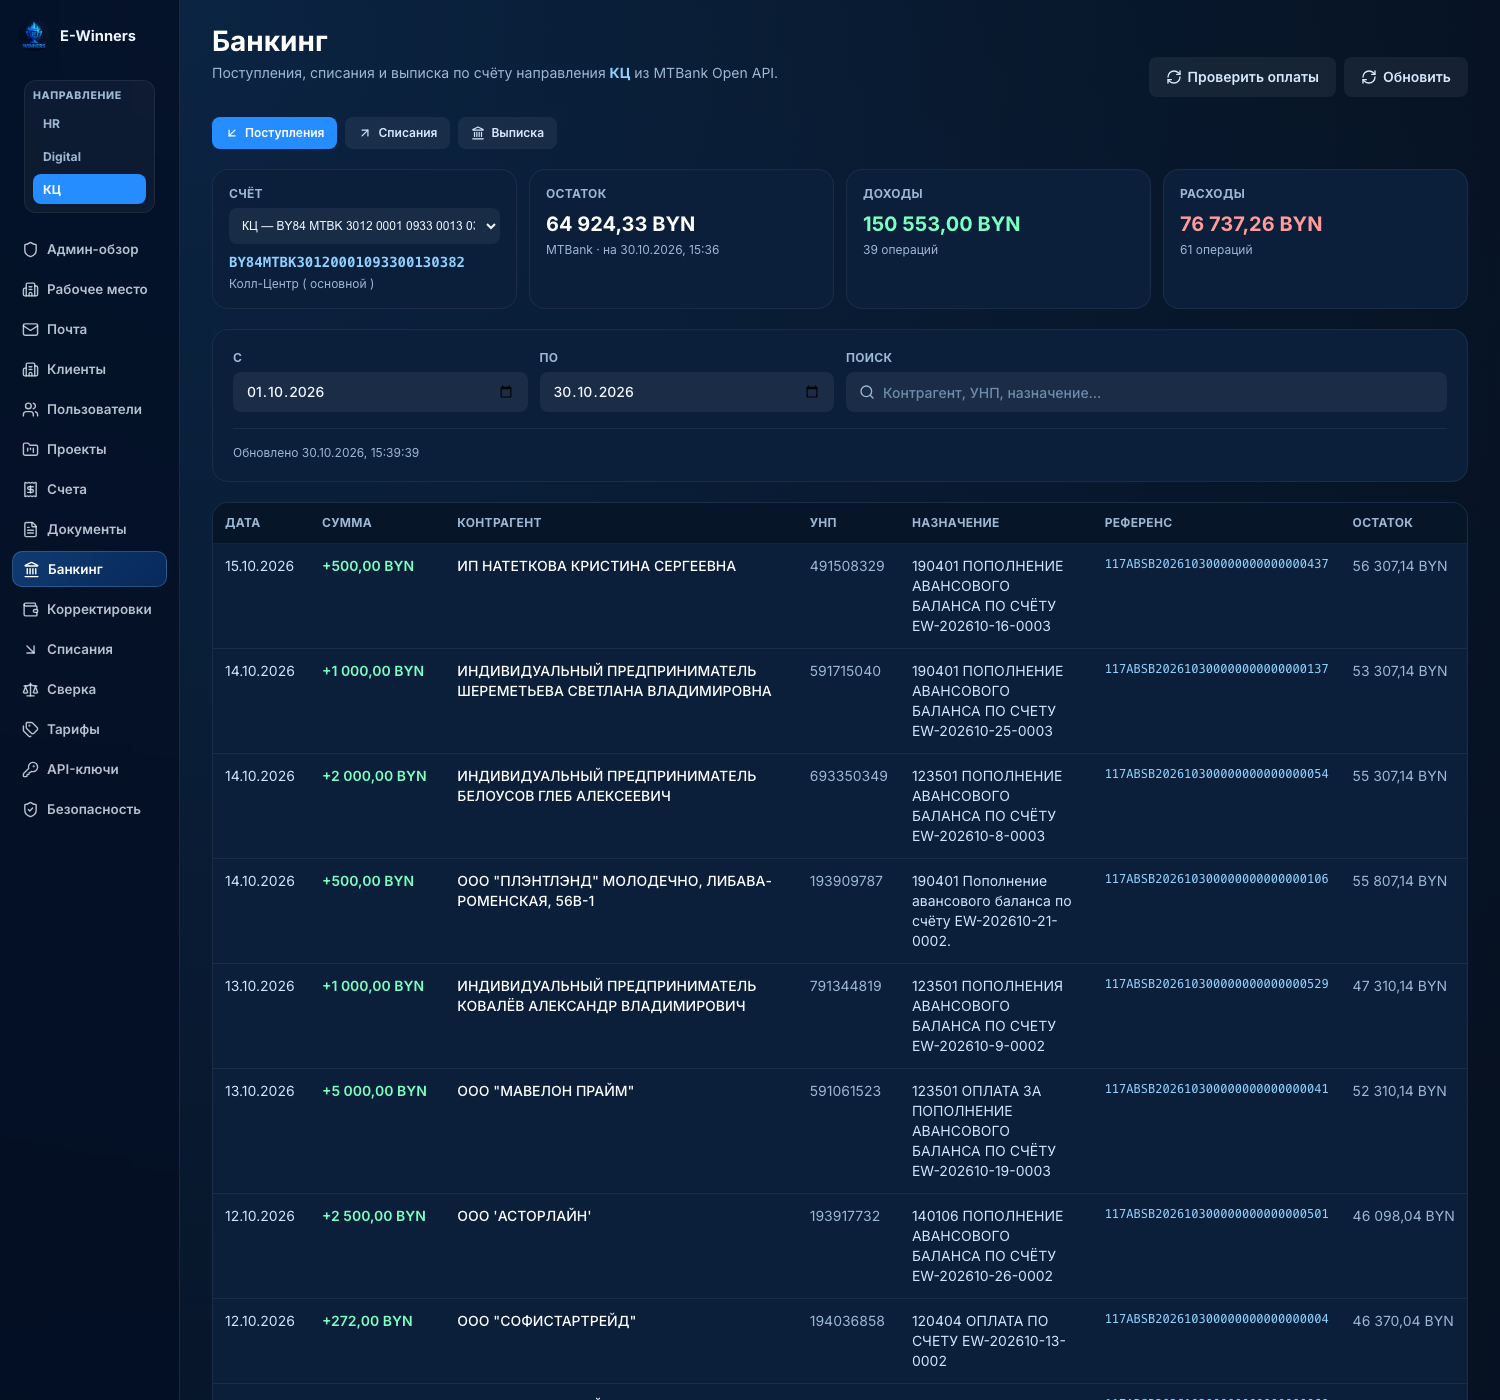 E-Winners
НАПРАВЛЕНИЕ
HR
Digital
КЦ
Админ-обзор
Рабочее место
Почта
Клиенты
Пользователи
Проекты
Счета
Документы
Банкинг
Корректировки
Списания
Сверка
Тарифы
API-ключи
Безопасность
Банкинг
Поступления, списания и выписка по счёту направления КЦ из MTBank Open API.
Проверить оплаты
Обновить
Поступления
Списания
Выписка
СЧЁТ
КЦ — BY84 MTBK 3012 0001 0933 0013 03
BY84MTBK30120001093300130382
Колл-Центр ( основной )
ОСТАТОК
64 924,33 BYN
MTBank · на 30.10.2026, 15:36
ДОХОДЫ
150 553,00 BYN
39 операций
РАСХОДЫ
76 737,26 BYN
61 операций
С
01.10.2026
ПО
30.10.2026
ПОИСК
Контрагент, УНП, назначение...
Обновлено 30.10.2026, 15:39:39
ДАТА СУММА КОНТРАГЕНТ УНП НАЗНАЧЕНИЕ РЕФЕРЕНС ОСТАТОК
15.10.2026 +500,00 BYN ИП НАТЕТКОВА КРИСТИНА СЕРГЕЕВНА 491508329 190401 ПОПОЛНЕНИЕ 117ABSB202610300000000000000437 56 307,14 BYN
АВАНСОВОГО
БАЛАНСА ПО СЧЁТУ
EW-202610-16-0003
14.10.2026 +1 000,00 BYN ИНДИВИДУАЛЬНЫЙ ПРЕДПРИНИМАТЕЛЬ 591715040 190401 ПОПОЛНЕНИЕ 117ABSB202610300000000000000137 53 307,14 BYN
ШЕРЕМЕТЬЕВА СВЕТЛАНА ВЛАДИМИРОВНА АВАНСОВОГО
БАЛАНСА ПО СЧЕТУ
EW-202610-25-0003
14.10.2026 +2 000,00 BYN ИНДИВИДУАЛЬНЫЙ ПРЕДПРИНИМАТЕЛЬ 693350349 123501 ПОПОЛНЕНИЕ 117ABSB202610300000000000000054 55 307,14 BYN
БЕЛОУСОВ ГЛЕБ АЛЕКСЕЕВИЧ АВАНСОВОГО
БАЛАНСА ПО СЧЁТУ
EW-202610-8-0003
14.10.2026 +500,00 BYN ООО "ПЛЭНТЛЭНД" МОЛОДЕЧНО, ЛИБАВА- 193909787 190401 Пополнение 117ABSB202610300000000000000106 55 807,14 BYN
РОМЕНСКАЯ, 56В-1 авансового баланса по
счёту EW-202610-21-
0002.
13.10.2026 +1 000,00 BYN ИНДИВИДУАЛЬНЫЙ ПРЕДПРИНИМАТЕЛЬ 791344819 123501 ПОПОЛНЕНИЯ 117ABSB202610300000000000000529 47 310,14 BYN
КОВАЛЁВ АЛЕКСАНДР ВЛАДИМИРОВИЧ АВАНСОВОГО
БАЛАНСА ПО СЧЕТУ
EW-202610-9-0002
13.10.2026 +5 000,00 BYN ООО "МАВЕЛОН ПРАЙМ" 591061523 123501 ОПЛАТА ЗА 117ABSB202610300000000000000041 52 310,14 BYN
ПОПОЛНЕНИЕ
АВАНСОВОГО
БАЛАНСА ПО СЧЁТУ
EW-202610-19-0003
12.10.2026 +2 500,00 BYN ООО 'АСТОРЛАЙН' 193917732 140106 ПОПОЛНЕНИЕ 117ABSB202610300000000000000501 46 098,04 BYN
АВАНСОВОГО
БАЛАНСА ПО СЧЁТУ
EW-202610-26-0002
12.10.2026 +272,00 BYN ООО "СОФИСТАРТРЕЙД" 194036858 120404 ОПЛАТА ПО 117ABSB202610300000000000000004 46 370,04 BYN
СЧЕТУ EW-202610-13-
0002